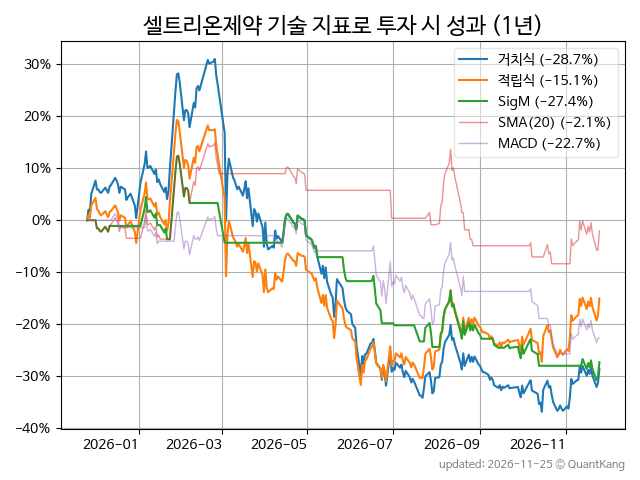 셀트리온제약 기술 지표로 투자 시 성과 (1년)
거치식 (−28.7%)
적립식 (−15.1%)
SigM (−27.4%)
SMA(20) (−2.1%)
MACD (−22.7%)
30%
20%
10%
0%
−10%
−20%
−30%
−40%
2026-01 2026-03 2026-05 2026-07 2026-09 2026-11
updated: 2026-11-25 © QuantKang